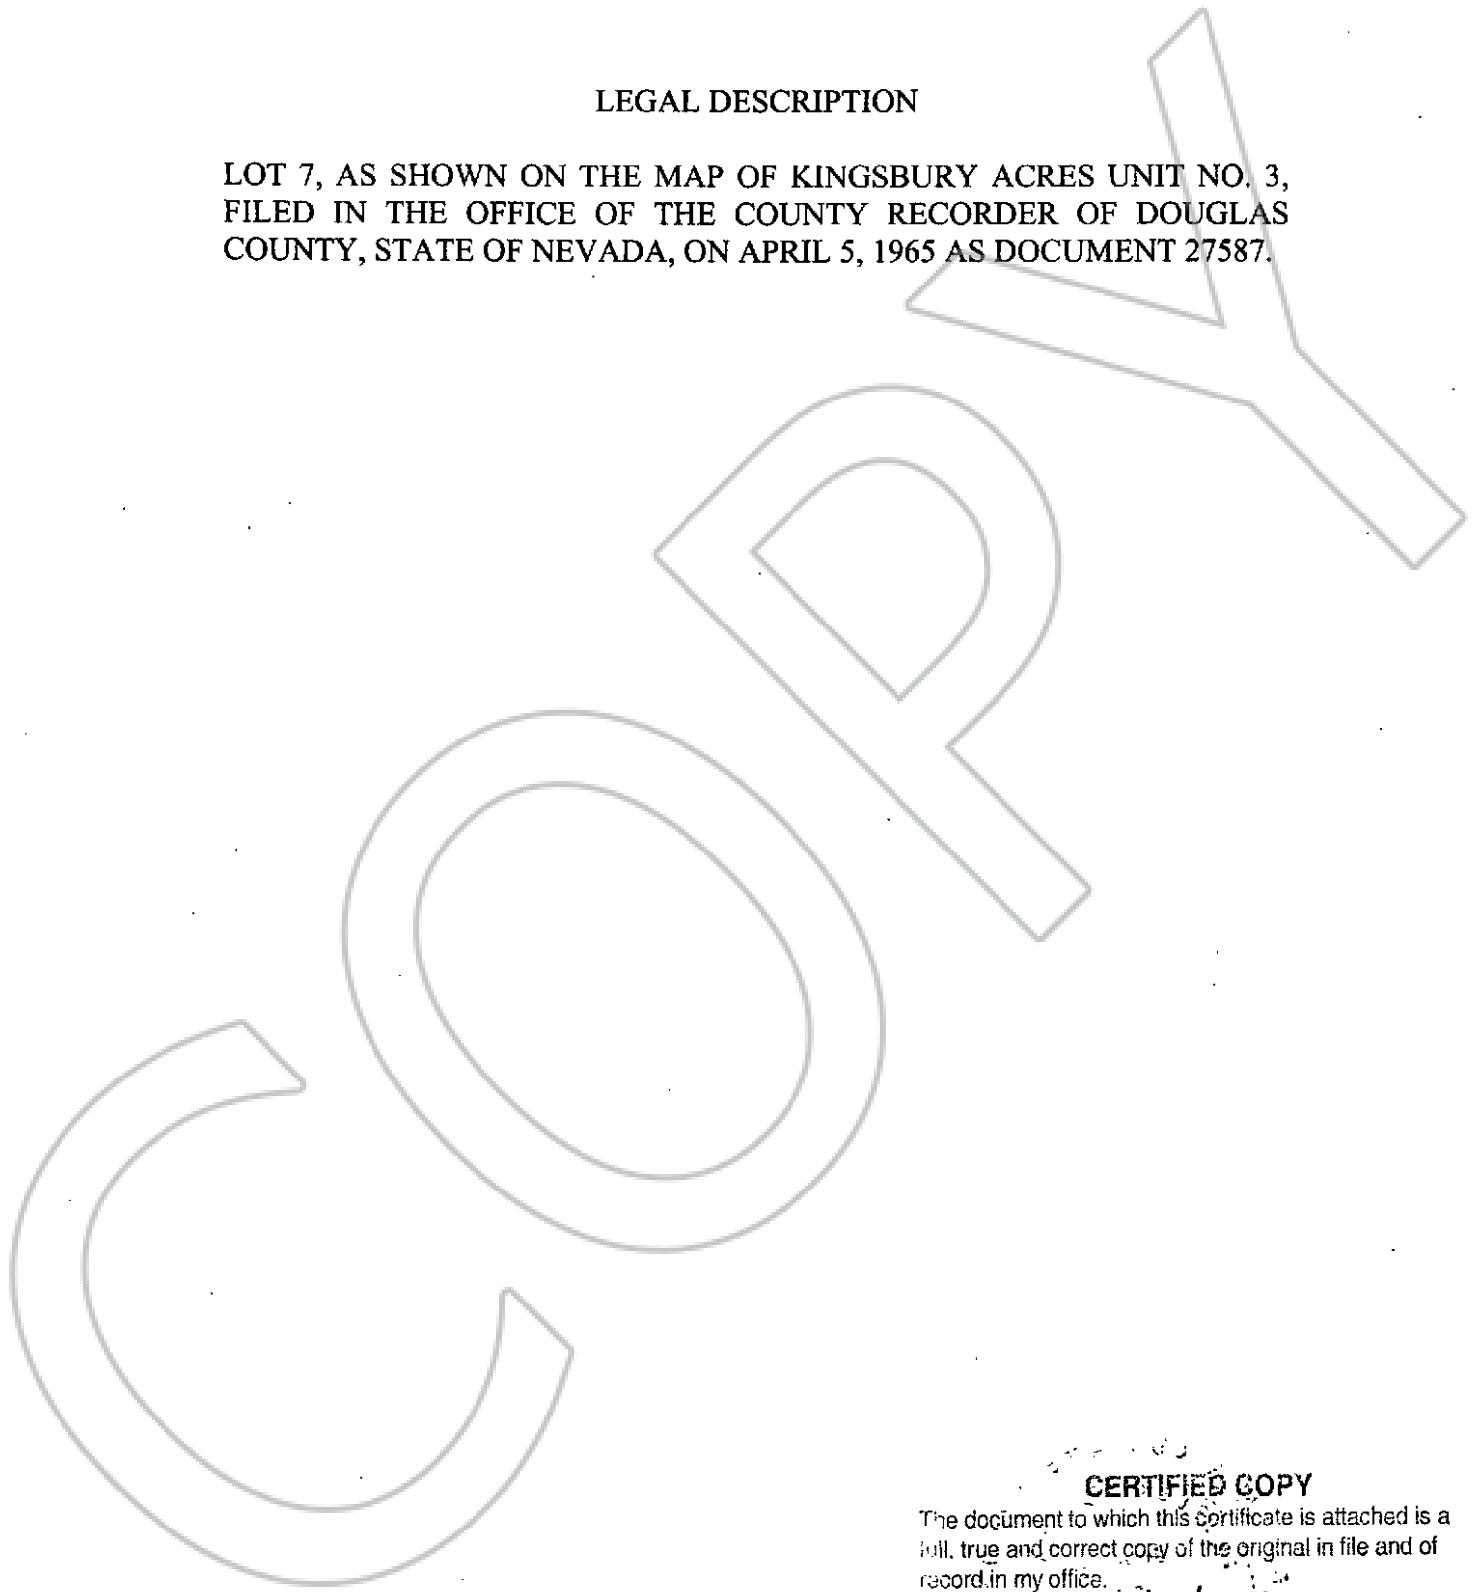 LEGAL DESCRIPTION
LOT 7, AS SHOWN ON THE MAP OF KINGSBURY ACRES UNIT NO. 3,
FILED IN THE OFFICE OF THE COUNTY RECORDER OF DOUGLAS
COUNTY, STATE OF NEVADA, ON APRIL 5, 1965 AS DOCUMENT 27587.
COPY
CERTIFIED COPY
The document to which this certificate is attached is a
full, true and correct copy of the original in file and of
record in my office.